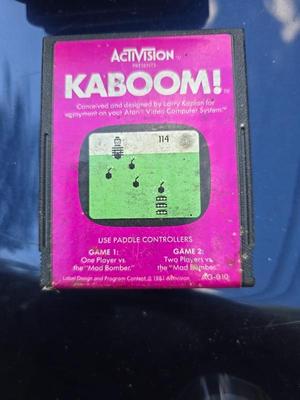 ACTIVISION
PRESENTS
KABOOM!™
Conceived and designed by Larry Kaplan for
enjoyment on your Atari® Video Computer System™.
114
USE PADDLE CONTROLLERS
GAME 1:
One Player vs.
the "Mad Bomber."
GAME 2:
Two Players vs.
the "Mad Bomber."
Label Design and Program Content © 1981 Activision
AG-010